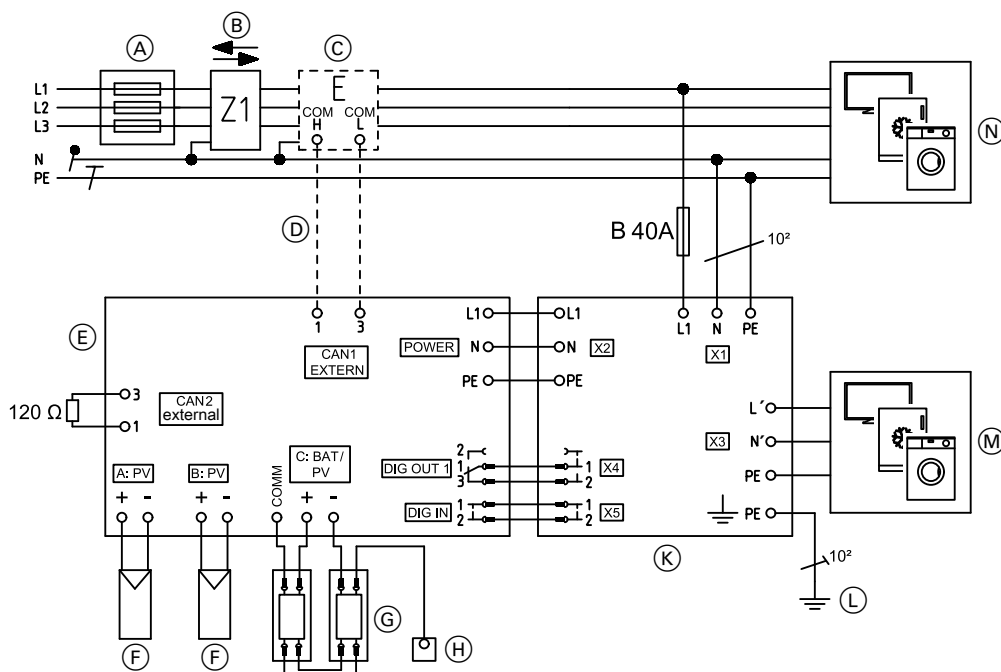 A
B
C
L1
L2
L3
N
PE
Z1
E
COM COM
H L
N
D
B 40A
10²
E
1 3
CAN1
EXTERN
L1
POWER
N
PE
L1
N
X2
PE
L1 N PE
X1
120 Ω
3
1
CAN2
external
L´
N´
X3
PE
PE
M
A: PV
B: PV
COMM
C: BAT/
PV
+ - + - + -
DIG OUT 1
2
1
3
1
2
X4
DIG IN
1
2
1
2
X5
K
10²
L
F
F
G
H